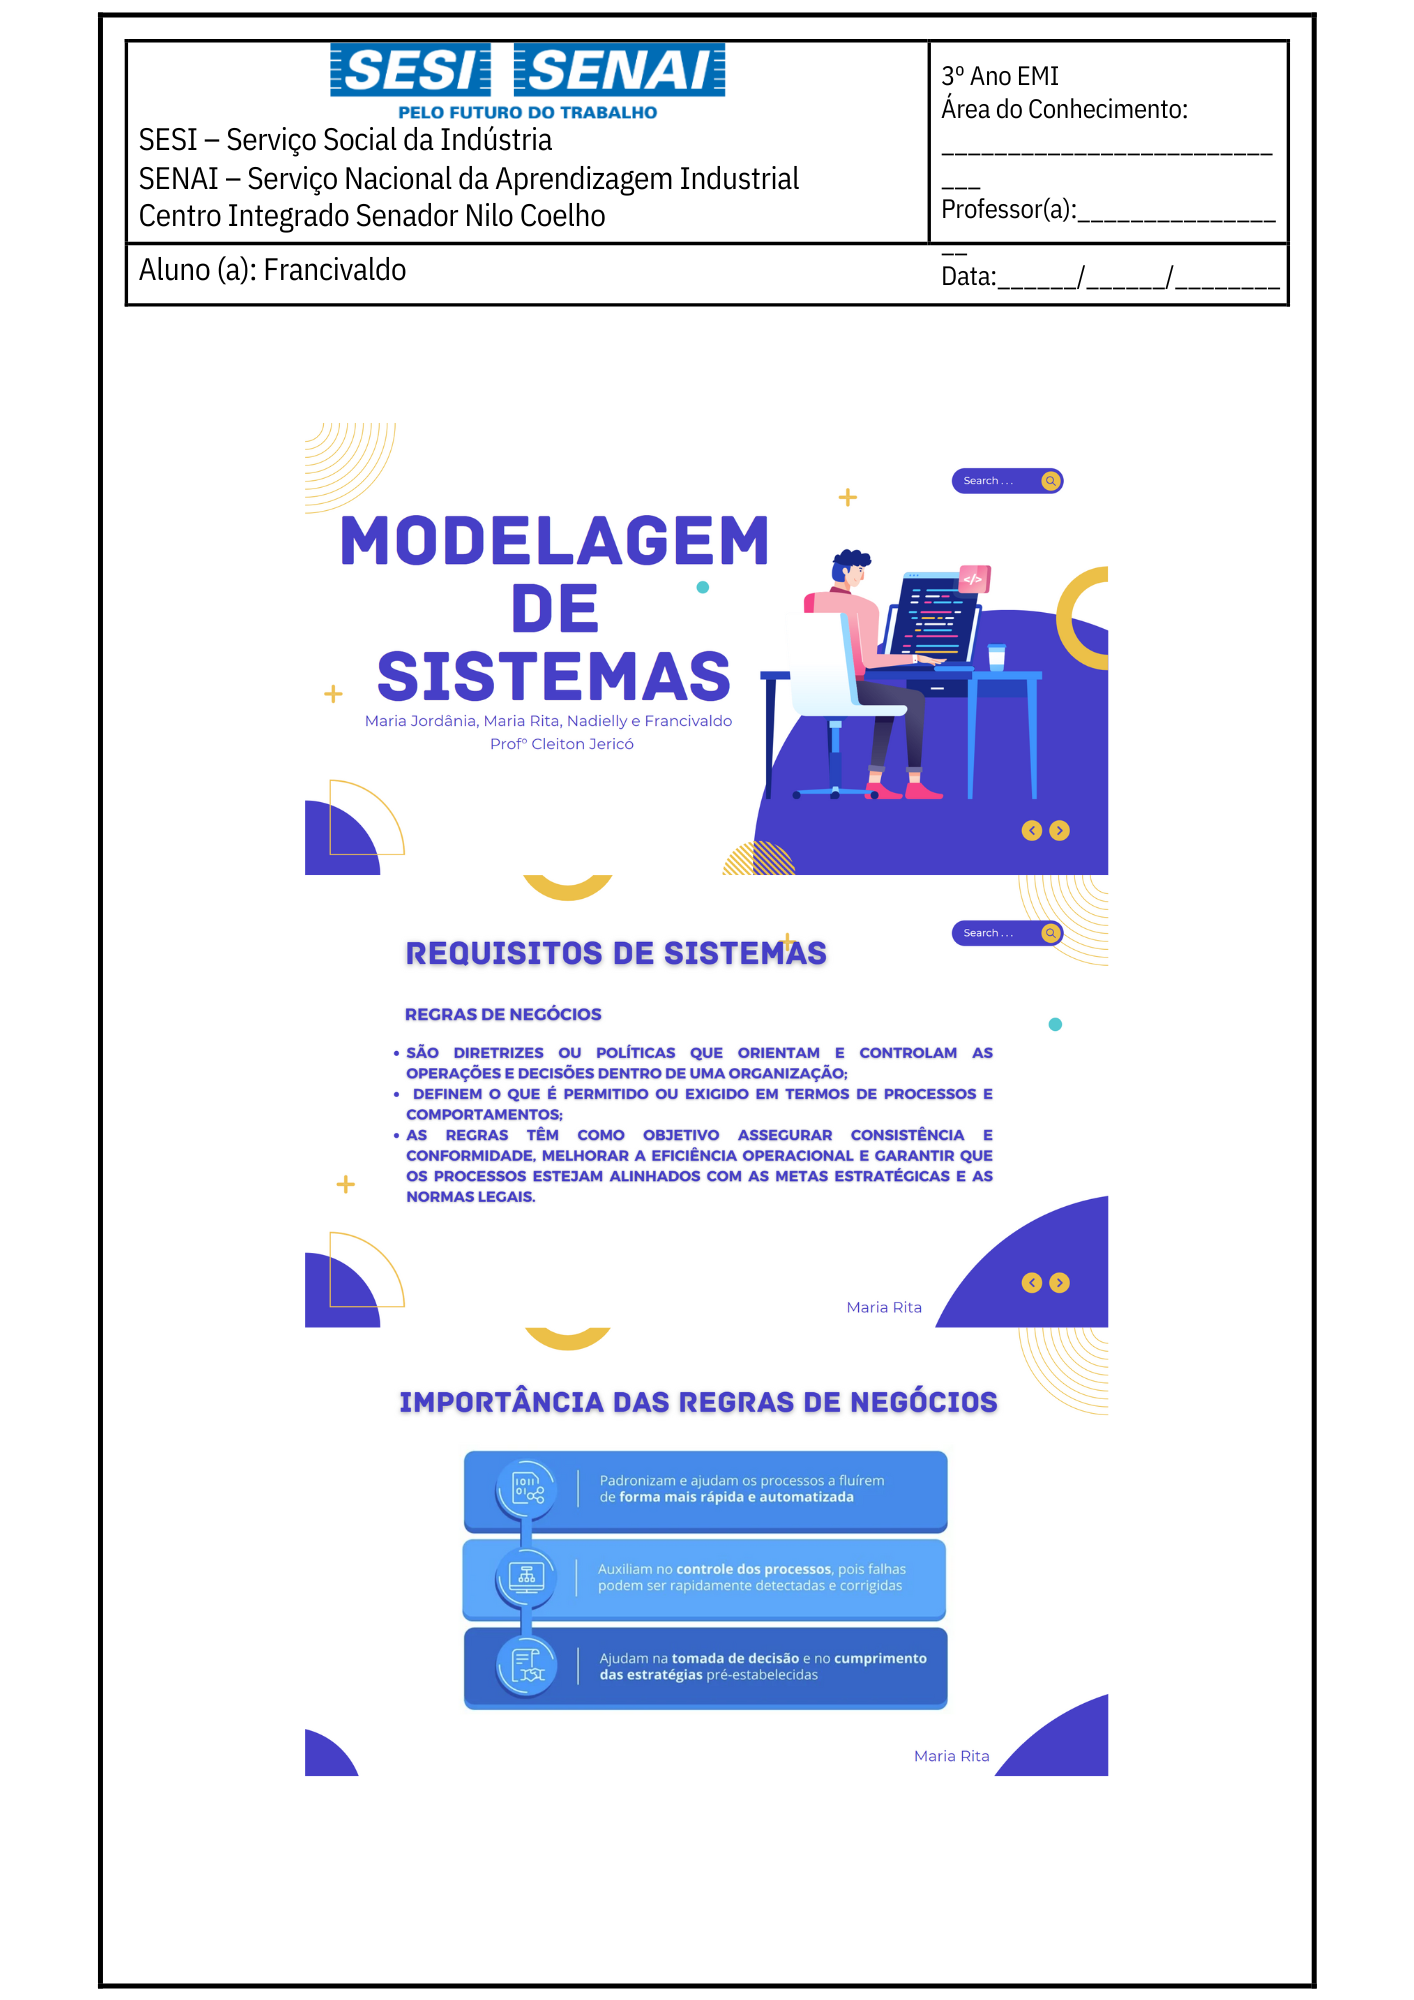 SESI SENAI
PELO FUTURO DO TRABALHO
SESI – Serviço Social da Indústria
SENAI – Serviço Nacional da Aprendizagem Industrial
Centro Integrado Senador Nilo Coelho
3º Ano EMI
Área do Conhecimento:
_________________________
___
Professor(a):_______________
__
Aluno (a): Francivaldo
Data:______/______/________
Search . . .
MODELAGEM
DE
SISTEMAS
</>
Maria Jordânia, Maria Rita, Nadielly e Francivaldo
Profº Cleiton Jericó
Search . . .
REQUISITOS DE SISTEMAS
REGRAS DE NEGÓCIOS
• SÃO DIRETRIZES OU POLÍTICAS QUE ORIENTAM E CONTROLAM AS
OPERAÇÕES E DECISÕES DENTRO DE UMA ORGANIZAÇÃO;
• DEFINEM O QUE É PERMITIDO OU EXIGIDO EM TERMOS DE PROCESSOS E
COMPORTAMENTOS;
• AS REGRAS TÊM COMO OBJETIVO ASSEGURAR CONSISTÊNCIA E
CONFORMIDADE, MELHORAR A EFICIÊNCIA OPERACIONAL E GARANTIR QUE
OS PROCESSOS ESTEJAM ALINHADOS COM AS METAS ESTRATÉGICAS E AS
NORMAS LEGAIS.
Maria Rita
IMPORTÂNCIA DAS REGRAS DE NEGÓCIOS
Padronizam e ajudam os processos a fluírem
de forma mais rápida e automatizada
Auxiliam no controle dos processos, pois falhas
podem ser rapidamente detectadas e corrigidas
Ajudam na tomada de decisão e no cumprimento
das estratégias pré-estabelecidas
Maria Rita